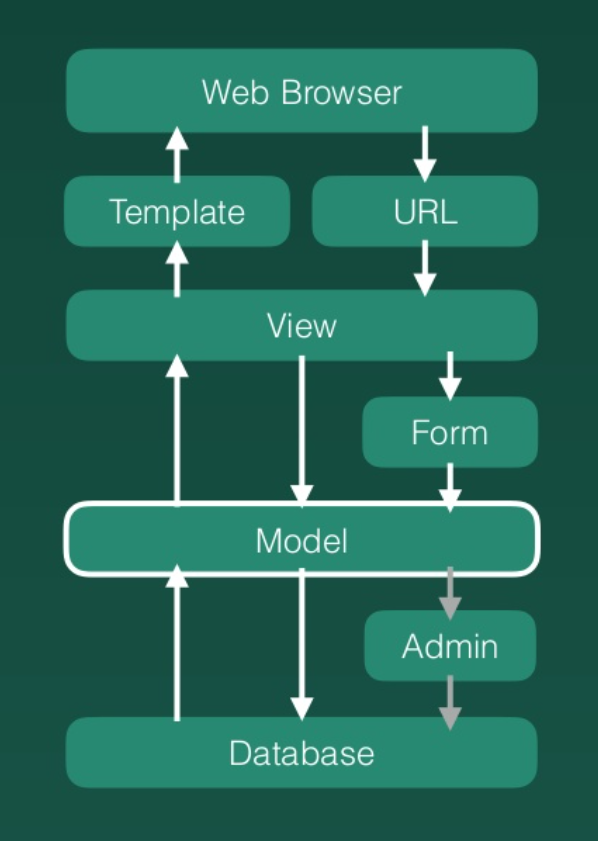 Web Browser
Template
URL
View
Form
Model
Admin
Database